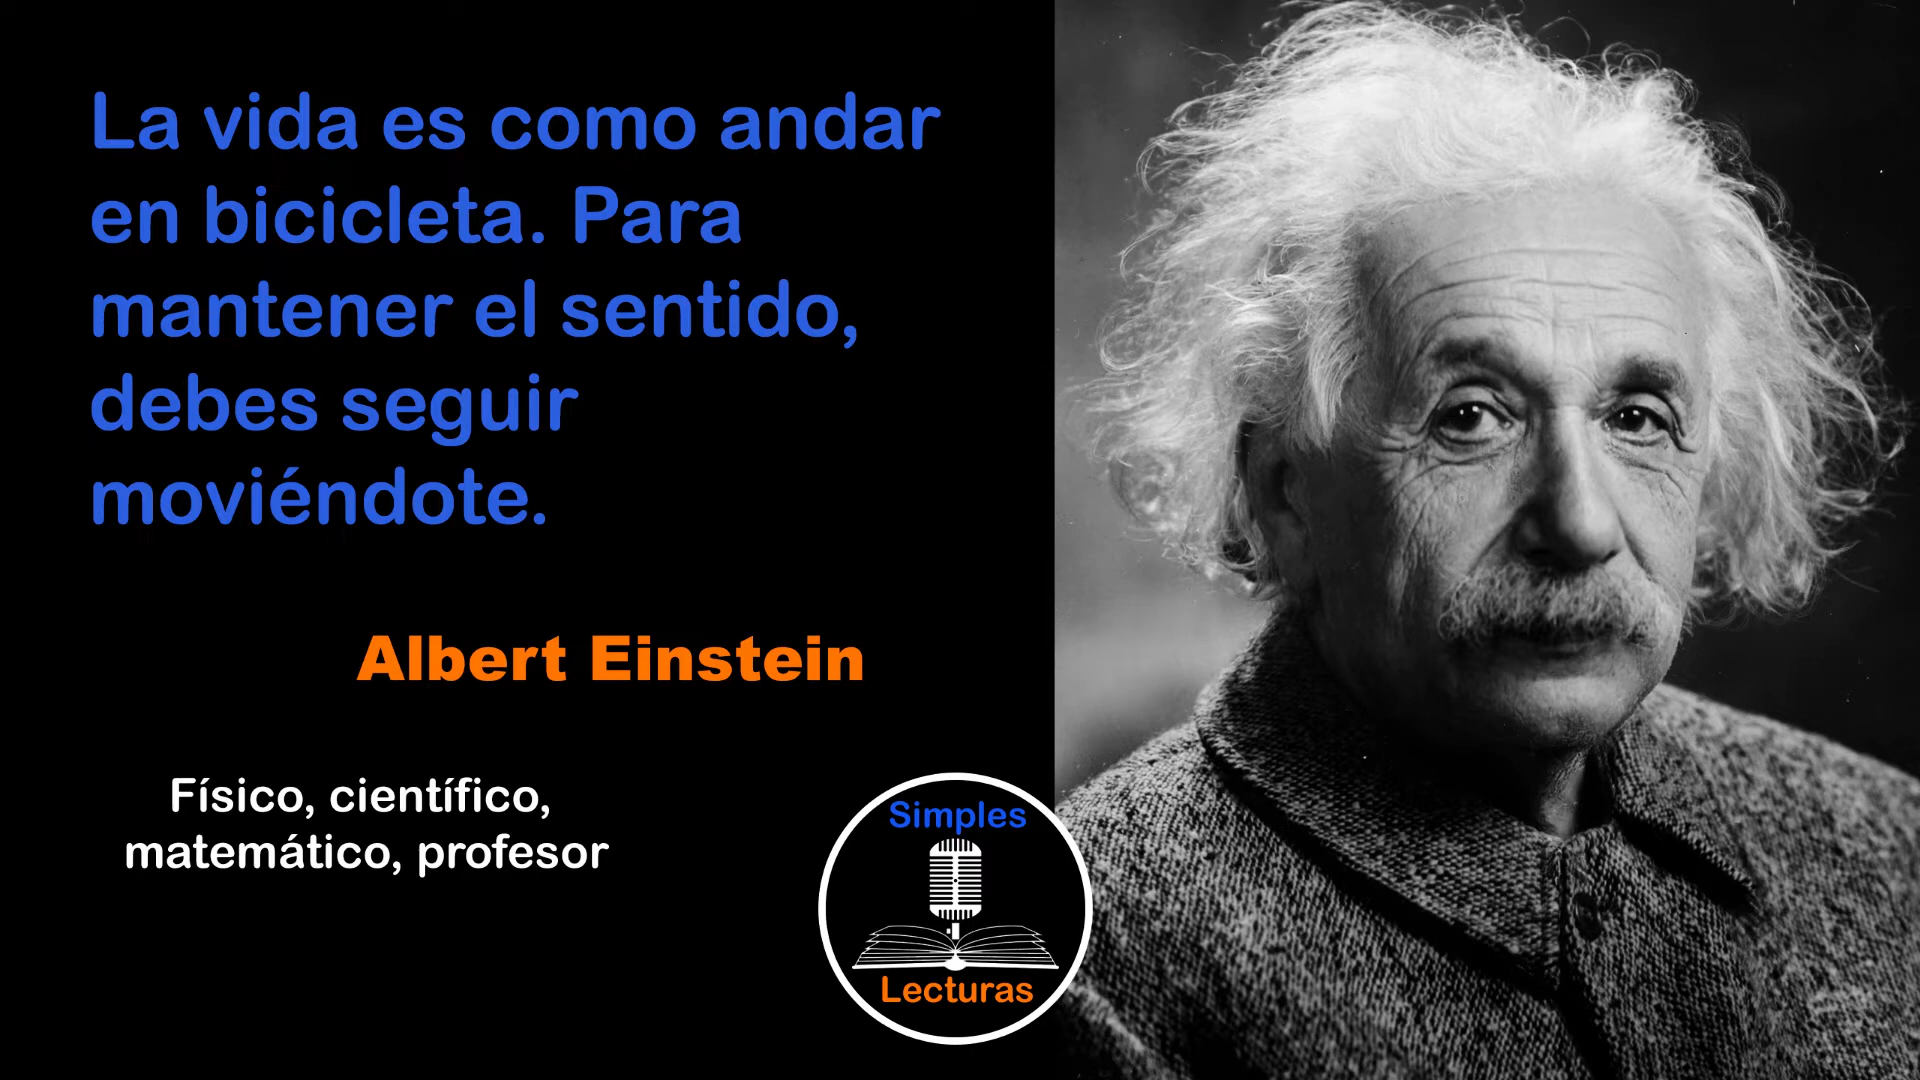 La vida es como andar
en bicicleta. Para
mantener el sentido,
debes seguir
moviéndote.
Albert Einstein
Físico, científico,
matemático, profesor
Simples
Lecturas